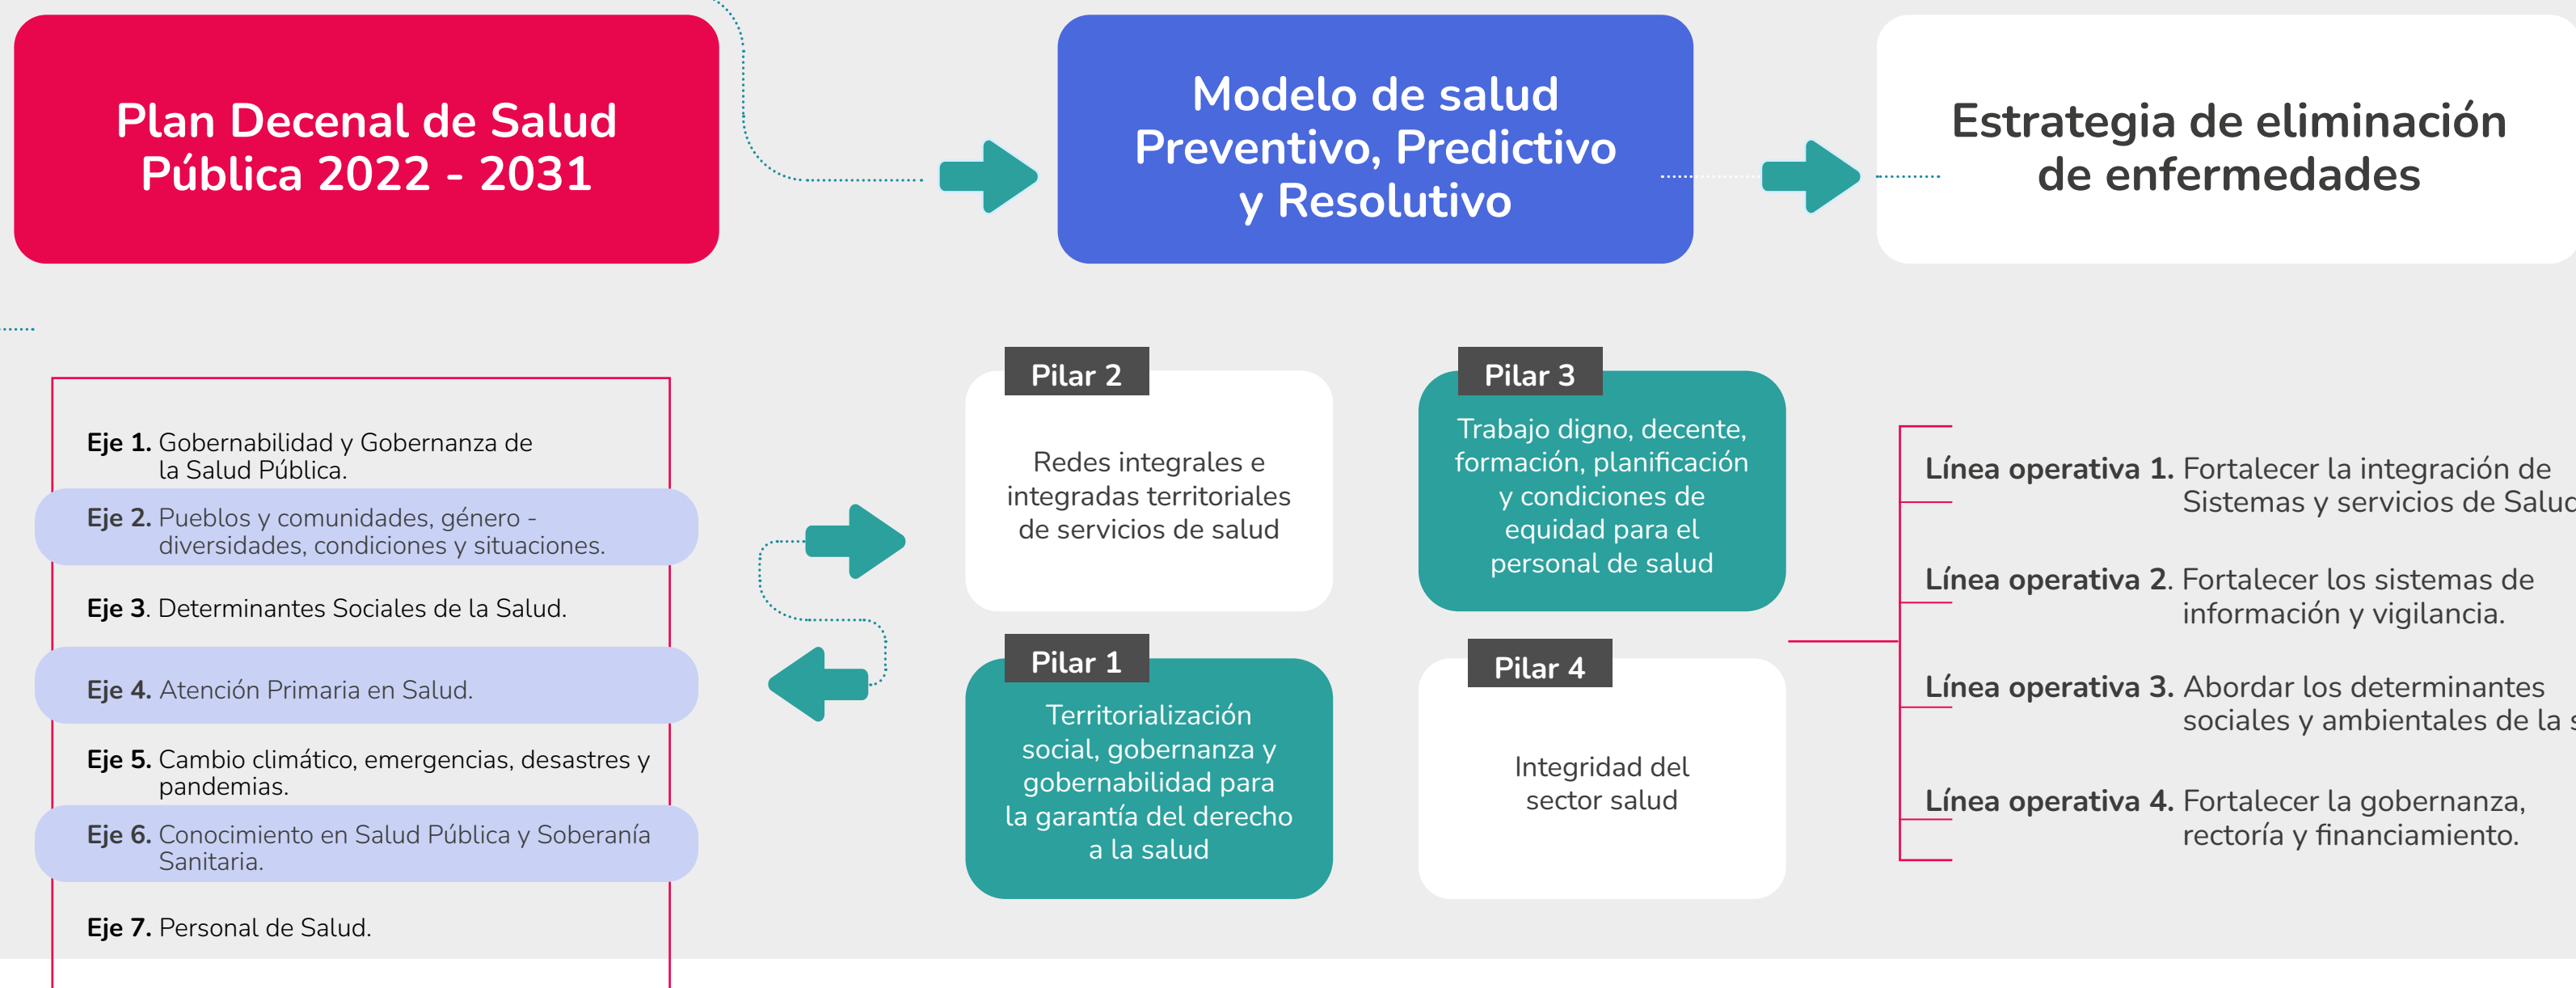 Plan Decenal de Salud
Pública 2022 - 2031
Modelo de salud
Preventivo, Predictivo
y Resolutivo
Estrategia de eliminación
de enfermedades
Eje 1. Gobernabilidad y Gobernanza de
la Salud Pública.
Eje 2. Pueblos y comunidades, género -
diversidades, condiciones y situaciones.
Eje 3. Determinantes Sociales de la Salud.
Eje 4. Atención Primaria en Salud.
Eje 5. Cambio climático, emergencias, desastres y
pandemias.
Eje 6. Conocimiento en Salud Pública y Soberanía
Sanitaria.
Eje 7. Personal de Salud.
Pilar 2
Redes integrales e
integradas territoriales
de servicios de salud
Pilar 3
Trabajo digno, decente,
formación, planificación
y condiciones de
equidad para el
personal de salud
Pilar 1
Territorialización
social, gobernanza y
gobernabilidad para
la garantía del derecho
a la salud
Pilar 4
Integridad del
sector salud
Línea operativa 1. Fortalecer la integración de
Sistemas y servicios de Salud
Línea operativa 2. Fortalecer los sistemas de
información y vigilancia.
Línea operativa 3. Abordar los determinantes
sociales y ambientales de la
Línea operativa 4. Fortalecer la gobernanza,
rectoría y financiamiento.